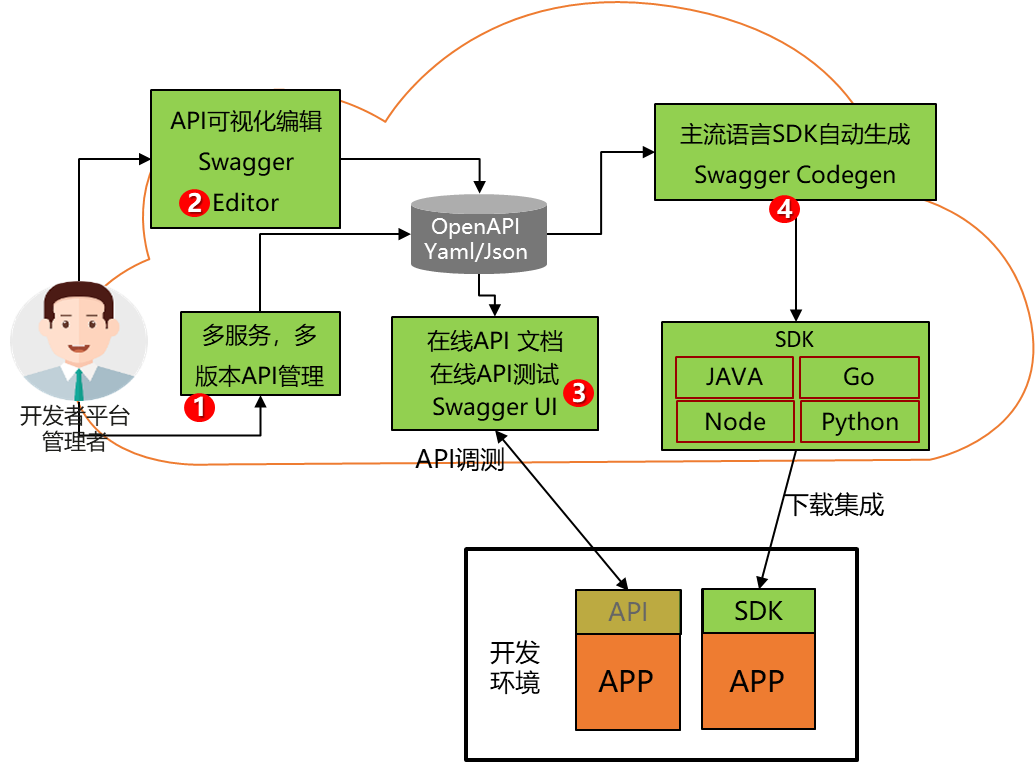 API可视化编辑
Swagger
2 Editor
主流语言SDK自动生成
Swagger Codegen
4
OpenAPI
Yaml/Json
多服务，多
版本API管理
1
在线API 文档
在线API测试
Swagger UI
3
SDK
JAVA
Go
Node
Python
开发者平台
管理者
API调测
下载集成
开发
环境
API
APP
SDK
APP